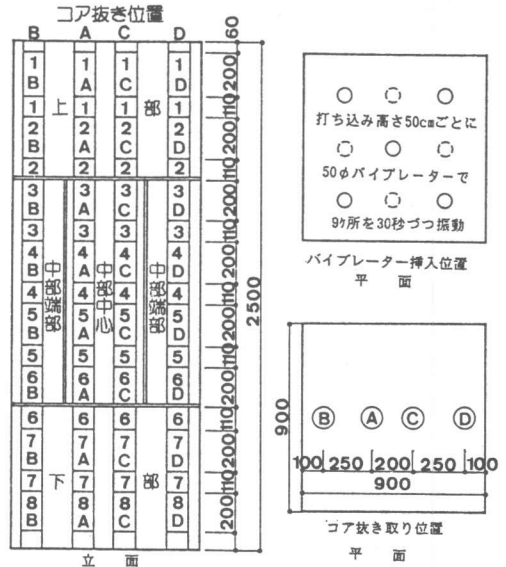 コア抜き位置
B A C D
60
1B 1A 1C 1D
200
上 部
1 1 1 1
110
2B 2A 2C 2D
200
2 2 2 2
110
3B 3A 3C 3D
200
3 3 3 3
110
4B 4A 4C 4D
200
中部端部 中部中心 中部端部
4 4 4 4
110
5B 5A 5C 5D
200
5 5 5 5
110
6B 6A 6C 6D
200
6 6 6 6
110
7B 7A 7C 7D
200
下 部
7 7 7 7
110
8B 8A 8C 8D
200
2500
立 面
打ち込み高さ50cmごとに
50φバイブレーターで
9ヶ所を30秒づつ振動
バイブレーター挿入位置
平 面
900
B A C D
100 250 200 250 100
900
コア抜き取り位置
平 面